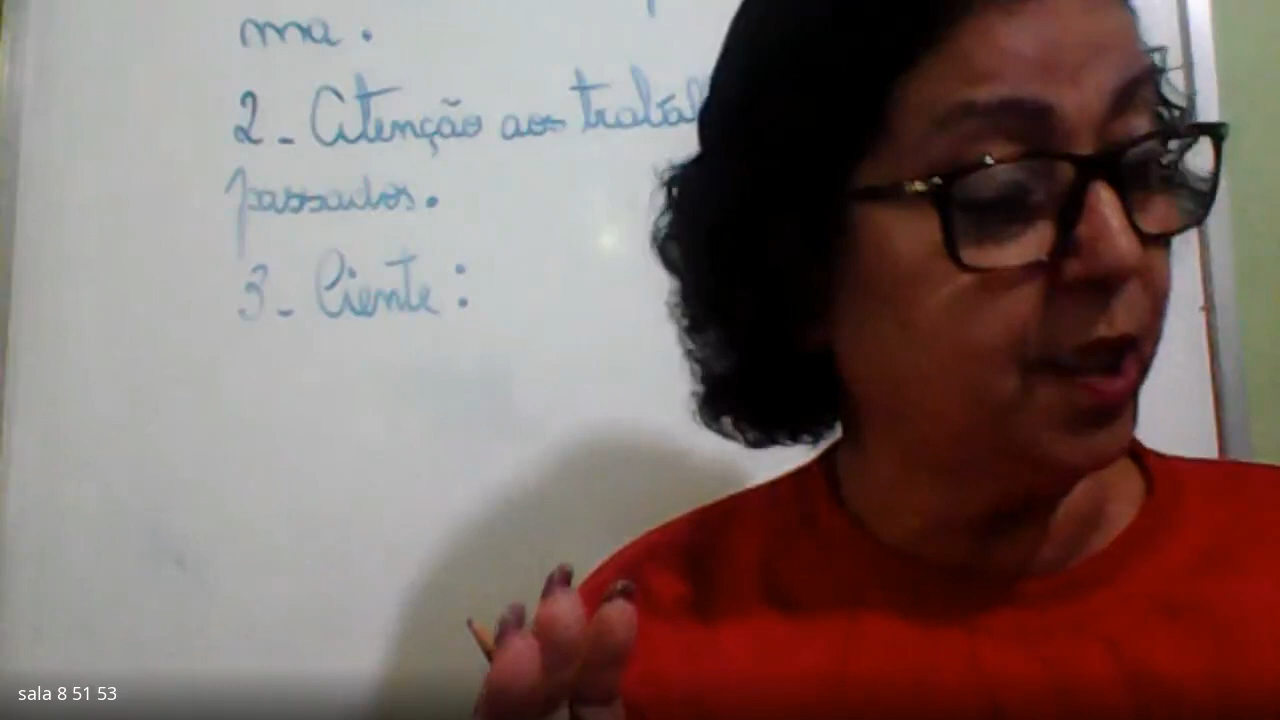 ma.
2- Atenção aos
passados.
3- Ciente:
sala 8 51 53